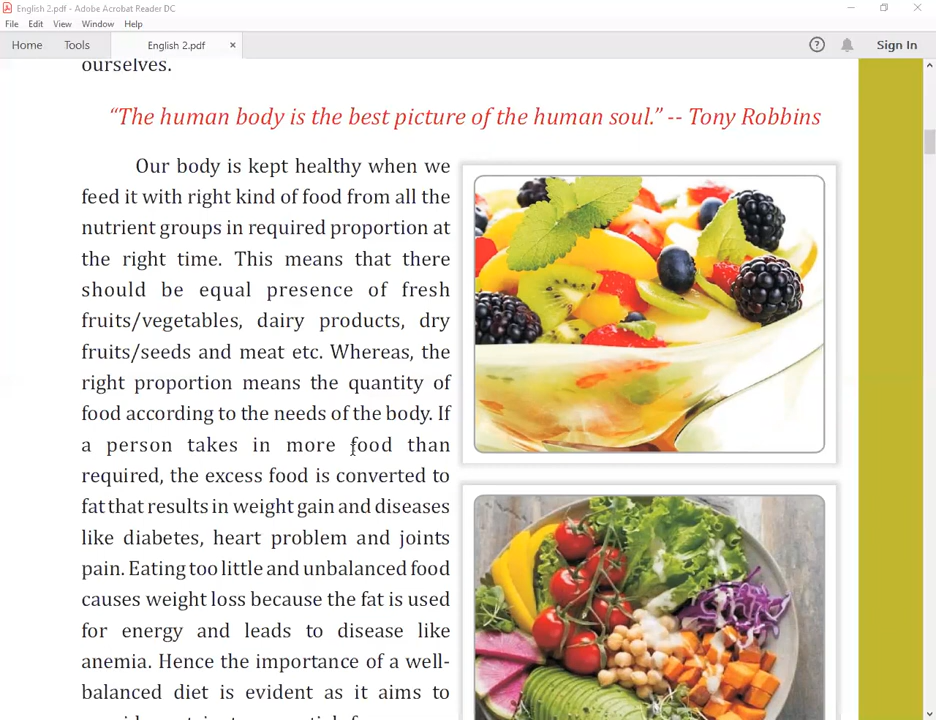 English 2.pdf - Adobe Acrobat Reader DC
File Edit View Window Help
Home Tools English 2.pdf × ? Sign In
ourselves.
“The human body is the best picture of the human soul.” -- Tony Robbins
Our body is kept healthy when we
feed it with right kind of food from all the
nutrient groups in required proportion at
the right time. This means that there
should be equal presence of fresh
fruits/vegetables, dairy products, dry
fruits/seeds and meat etc. Whereas, the
right proportion means the quantity of
food according to the needs of the body. If
a person takes in more food than
required, the excess food is converted to
fat that results in weight gain and diseases
like diabetes, heart problem and joints
pain. Eating too little and unbalanced food
causes weight loss because the fat is used
for energy and leads to disease like
anemia. Hence the importance of a well-
balanced diet is evident as it aims to